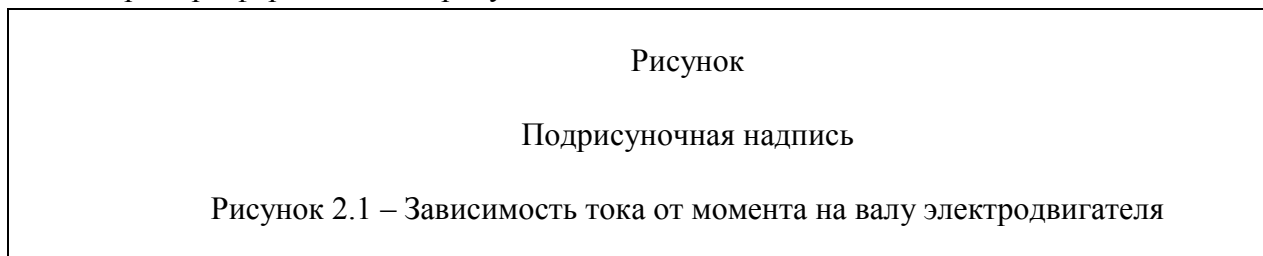 Рисунок
Подрисуночная надпись
Рисунок 2.1 – Зависимость тока от момента на валу электродвигателя